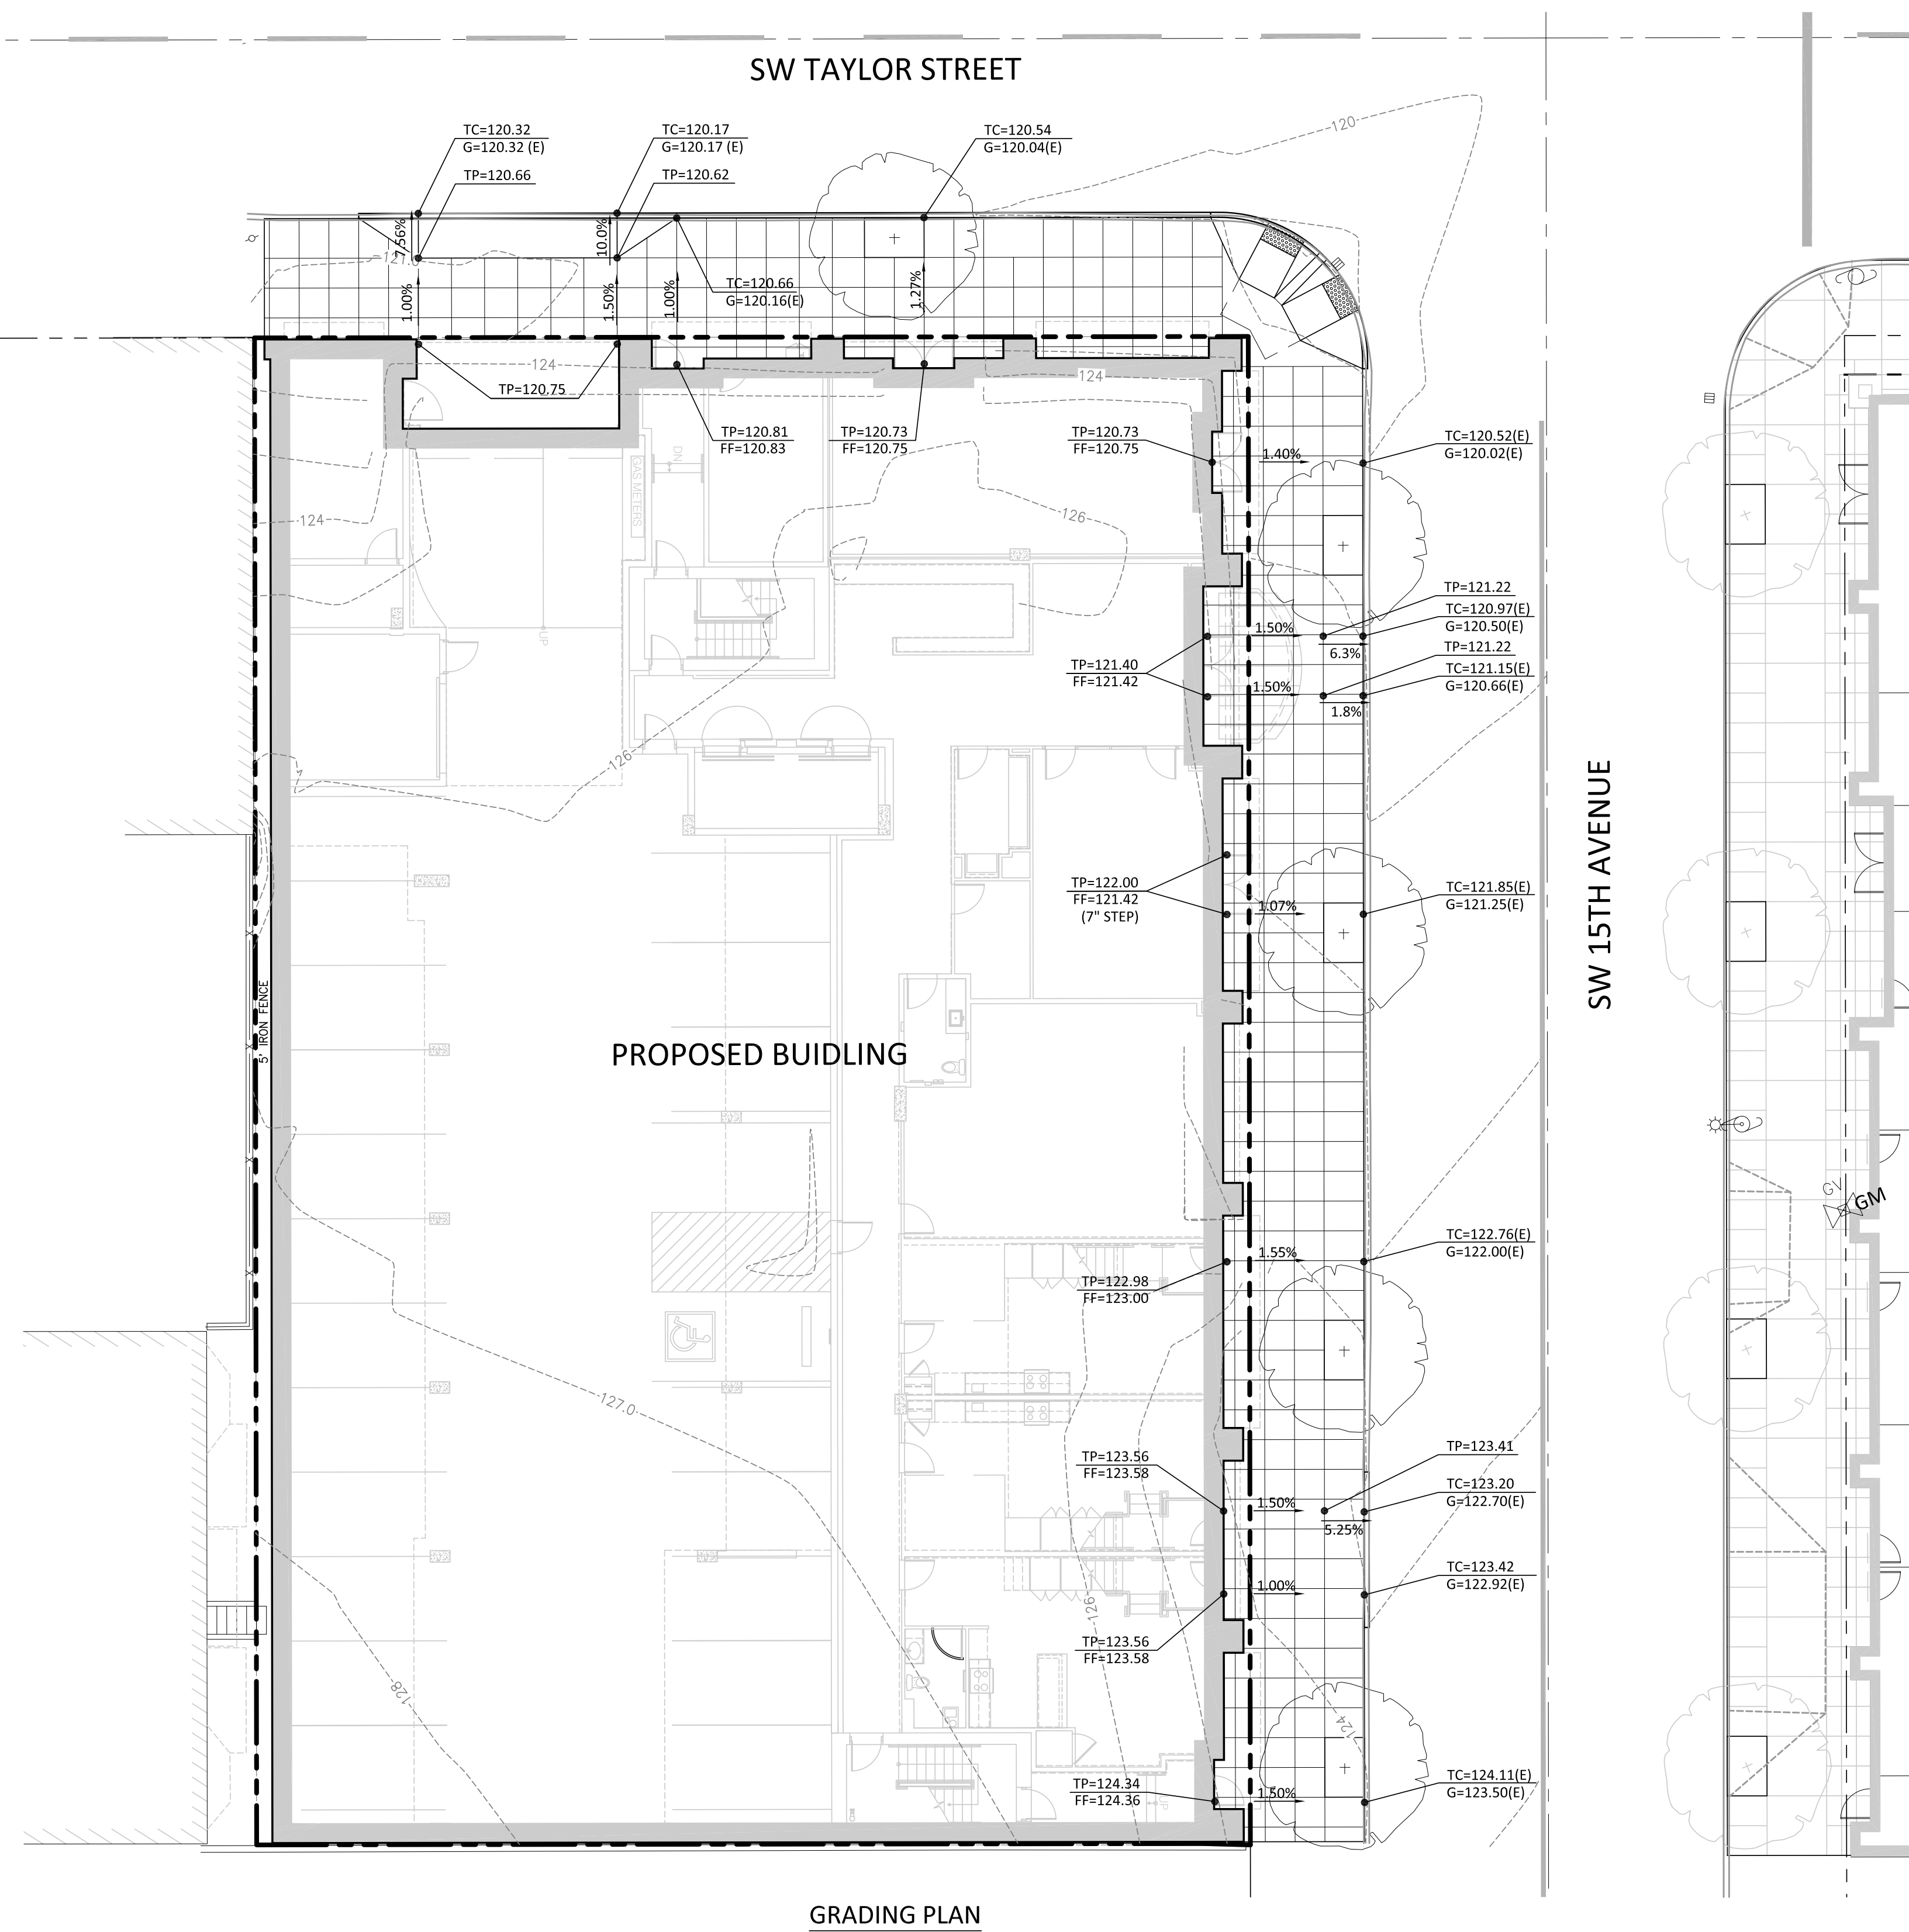 SW TAYLOR STREET
120
TC=120.32
G=120.32 (E)
TP=120.66
TC=120.17
G=120.17 (E)
TP=120.62
TC=120.54
G=120.04(E)
7.56%
10.0%
1.00%
1.50%
1.00%
1.27%
TC=120.66
G=120.16(E)
124
124
TP=120.75
TP=120.81
FF=120.83
TP=120.73
FF=120.75
TP=120.73
FF=120.75
1.40%
TC=120.52(E)
G=120.02(E)
DN
GAS METERS
124
126
UP
TP=121.22
TC=120.97(E)
G=120.50(E)
1.50%
6.3%
TP=121.22
TC=121.15(E)
G=120.66(E)
TP=121.40
FF=121.42
1.50%
1.8%
126
SW 15TH AVENUE
TP=122.00
FF=121.42
(7" STEP)
1.07%
TC=121.85(E)
G=121.25(E)
5' IRON FENCE
PROPOSED BUIDLING
GV
GM
TC=122.76(E)
G=122.00(E)
1.55%
TP=122.98
FF=123.00
127.0
TP=123.41
TP=123.56
FF=123.58
TC=123.20
G=122.70(E)
1.50%
5.25%
TC=123.42
G=122.92(E)
1.00%
126
TP=123.56
FF=123.58
128
124
TP=124.34
FF=124.36
UP
1.50%
TC=124.11(E)
G=123.50(E)
GRADING PLAN